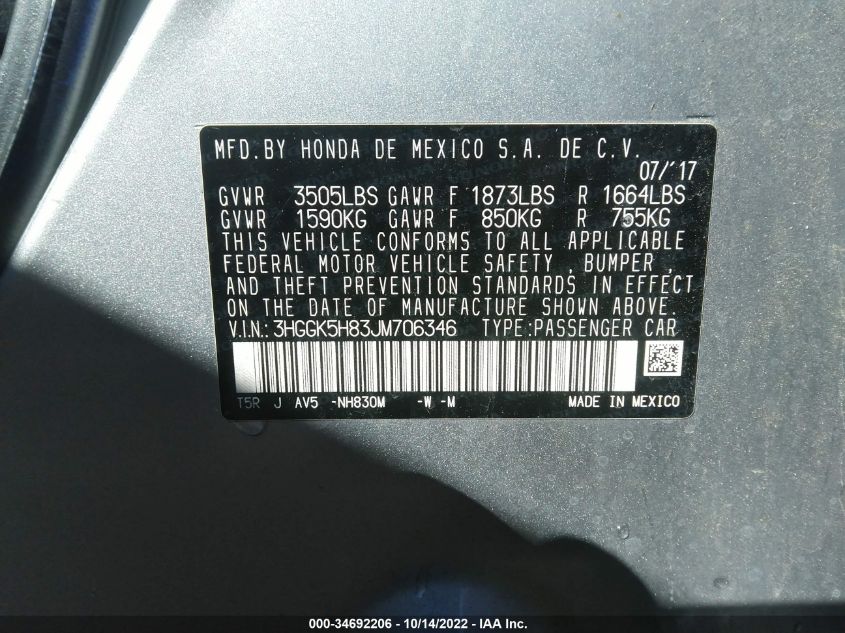 MFD.BY HONDA DE MEXICO S.A. DE C.V.
07/'17
GVWR 3505LBS GAWR F 1873LBS R 1664LBS
GVWR 1590KG GAWR F 850KG R 755KG
THIS VEHICLE CONFORMS TO ALL APPLICABLE
FEDERAL MOTOR VEHICLE SAFETY , BUMPER ,
AND THEFT PREVENTION STANDARDS IN EFFECT
ON THE DATE OF MANUFACTURE SHOWN ABOVE.
V.I.N.: 3HGGK5H83JM706346 TYPE:PASSENGER CAR
T5R J AV5 -NH830M -W -M MADE IN MEXICO
000-34692206 - 10/14/2022 - IAA Inc.